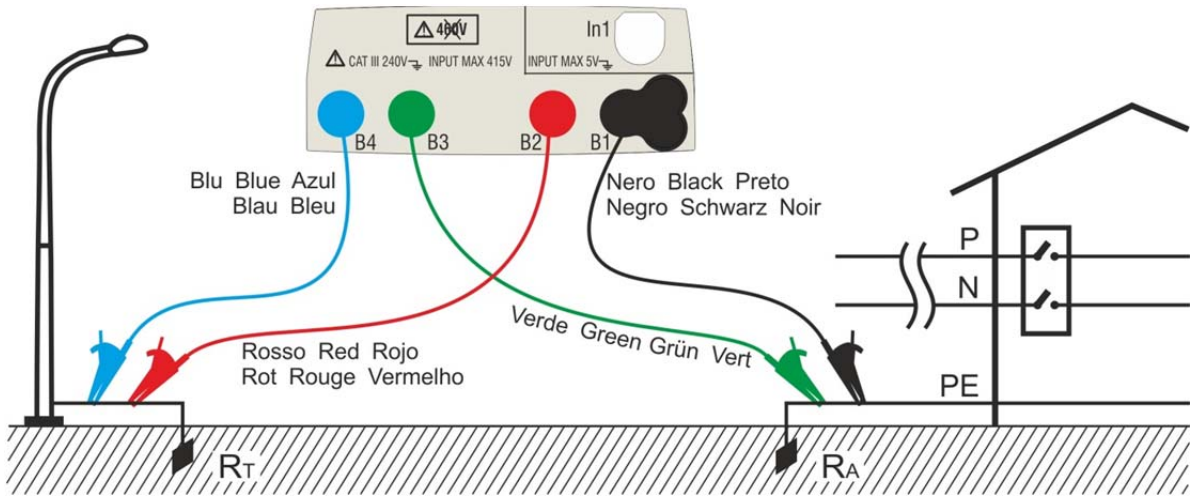 ⚠ 460V
In1
⚠ CAT III 240V⏚ INPUT MAX 415V
INPUT MAX 5V⏚
B4
B3
B2
B1
Blu Blue Azul
Blau Bleu
Nero Black Preto
Negro Schwarz Noir
P
N
Verde Green Grün Vert
Rosso Red Rojo
Rot Rouge Vermelho
PE
RT
RA